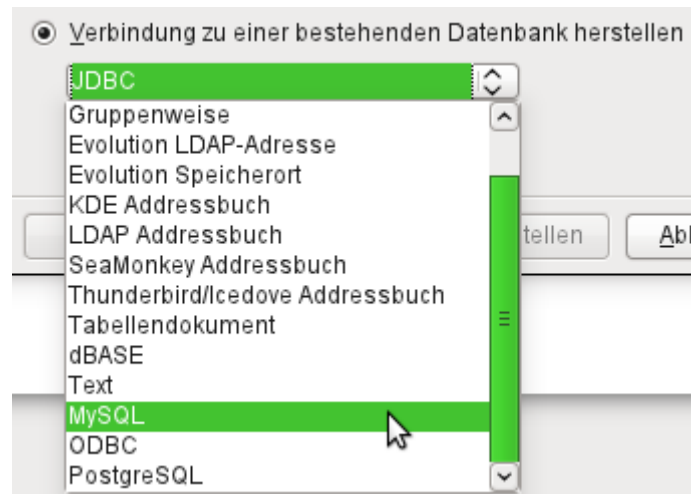 Verbindung zu einer bestehenden Datenbank herstellen
JDBC
Gruppenweise
Evolution LDAP-Adresse
Evolution Speicherort
KDE Addressbuch
LDAP Addressbuch
tellen
Abl
SeaMonkey Addressbuch
Thunderbird/Icedove Addressbuch
Tabellendokument
dBASE
Text
MySQL
ODBC
PostgreSQL